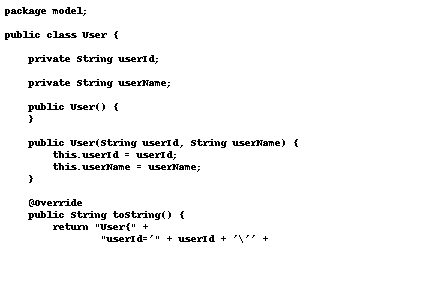 package model;
public class User {
private String userId;
private String userName;
public User() {
}
public User(String userId, String userName) {
this.userId = userId;
this.userName = userName;
}
@Override
public String toString() {
return "User{" +
"userId='" + userId + '\'' +